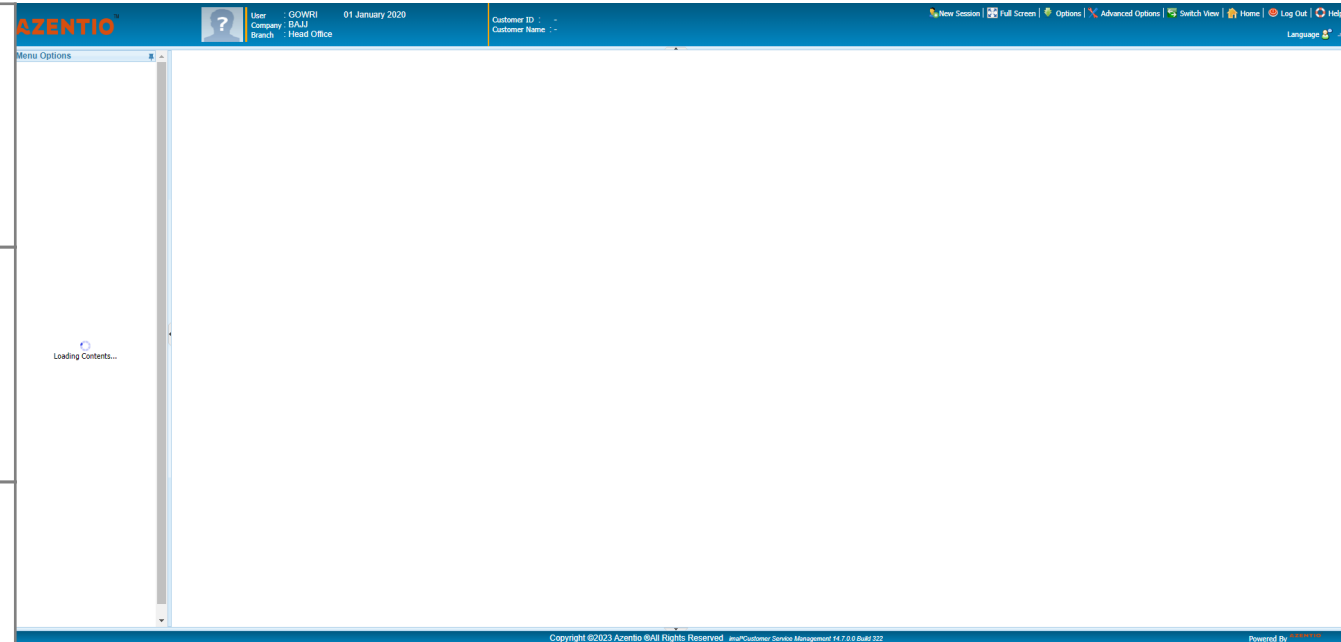 AZENTIO™
?
User : GOWRI 01 January 2020
Company : BAJJ
Branch : Head Office
Customer ID : -
Customer Name : -
New Session | Full Screen | Options | Advanced Options | Switch View | Home | Log Out | Help
Language
Menu Options
Loading Contents...
Copyright ©2023 Azentio ®All Rights Reserved imal®Customer Service Management 14.7.0.0 Build 322
Powered By AZENTIO